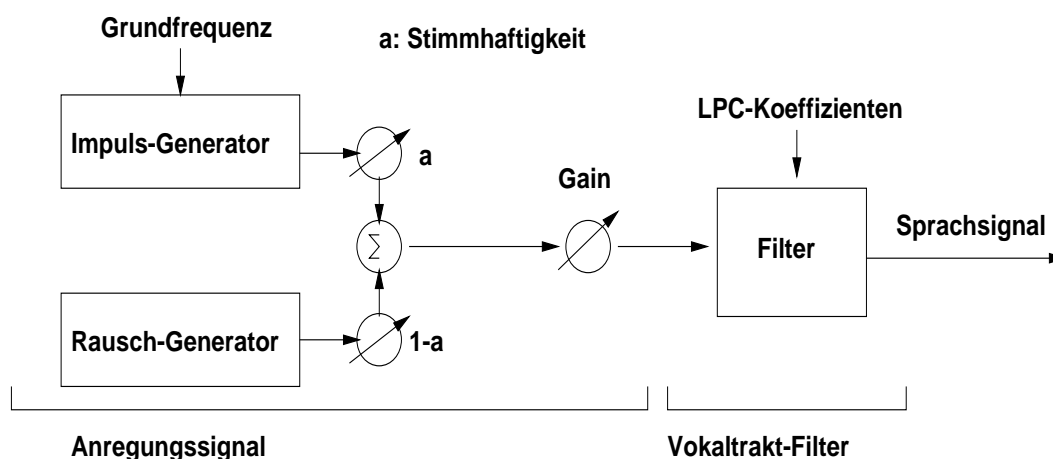 Grundfrequenz
a: Stimmhaftigkeit
Impuls-Generator
a
LPC-Koeffizienten
Gain
Σ
Filter
Sprachsignal
Rausch-Generator
1-a
Anregungssignal
Vokaltrakt-Filter